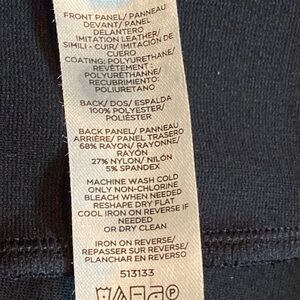 FRONT PANEL/ PANNEAU
DEVANT/ PANEL
DELANTERO
IMITATION LEATHER/
SIMILI - CUIR/ IMITACIÓN DE
CUERO
COATING: POLYURETHANE/
REVÊTEMENT:
POLYURÉTHANNE/
RECUBRIMIENTO:
POLIURETANO
BACK/ DOS/ ESPALDA
100% POLYESTER/
POLIÉSTER
BACK PANEL/ PANNEAU
ARRIÈRE/ PANEL TRASERO
68% RAYON/ RAYONNE/
RAYÓN
27% NYLON/ NILÓN
5% SPANDEX
MACHINE WASH COLD
ONLY NON-CHLORINE
BLEACH WHEN NEEDED
RESHAPE DRY FLAT
COOL IRON ON REVERSE IF
NEEDED
OR DRY CLEAN
IRON ON REVERSE/
REPASSER SUR REVERSE/
PLANCHAR EN REVERSO
513133